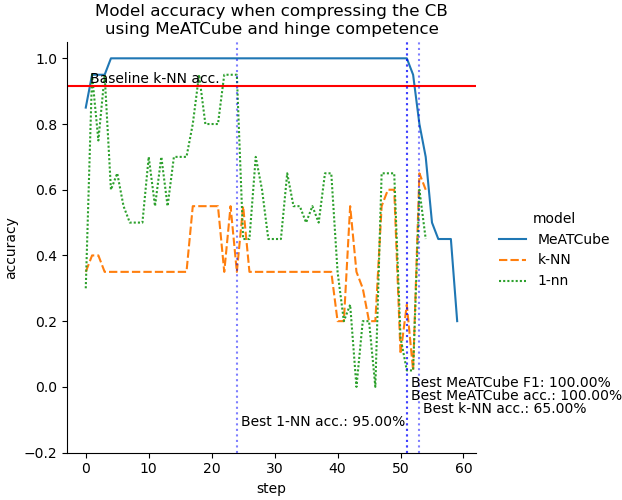 Model accuracy when compressing the CB
using MeATCube and hinge competence
1.0
0.8
0.6
0.4
0.2
0.0
−0.2
accuracy
Baseline k-NN acc.
model
MeATCube
k-NN
1-nn
Best MeATCube F1: 100.00%
Best MeATCube acc.: 100.00%
Best k-NN acc.: 65.00%
Best 1-NN acc.: 95.00%
0
10
20
30
40
50
60
step